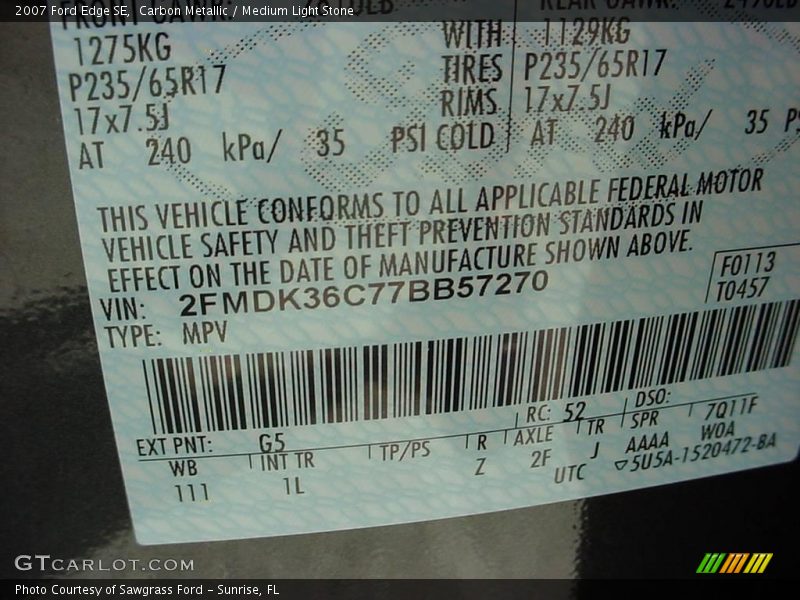 2007 Ford Edge SE, Carbon Metallic / Medium Light Stone
1275KG WITH 1129KG
P235/65R17 TIRES P235/65R17
17x7.5J RIMS 17x7.5J
AT 240 kPa/ 35 PSI COLD AT 240 kPa/ 35
THIS VEHICLE CONFORMS TO ALL APPLICABLE FEDERAL MOTOR
VEHICLE SAFETY AND THEFT PREVENTION STANDARDS IN
EFFECT ON THE DATE OF MANUFACTURE SHOWN ABOVE.
F0113
VIN: 2FMDK36C77BB57270 T0457
TYPE: MPV
EXT PNT: G5 RC: 52 DSO:
WB INT TR TP/PS R AXLE TR SPR 7Q11F
111 1L Z 2F J AAAA W0A
UTC ▽5U5A-1520472-BA
GTCARLOT.COM
Photo Courtesy of Sawgrass Ford - Sunrise, FL